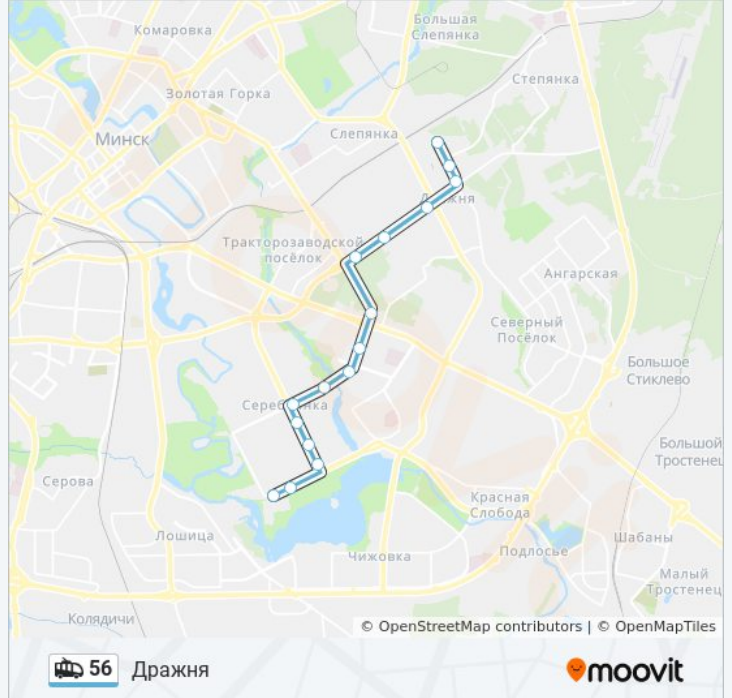 Большая
Слепянка
Комаровка
Степянка
Золотая Горка
Слепянка
Минск
Дражня
Тракторозаводской
посёлок
Ангарская
Северный
Посёлок
Большое
Стиклево
Серебрянка
Большой
Тростенец
Серова
Красная
Слобода
Лошица
Шабаны
Подлосье
Чижовка
Малый
Тростенец
Колядичи
© OpenStreetMap contributors | © OpenMapTiles
56 Дражня
moovit